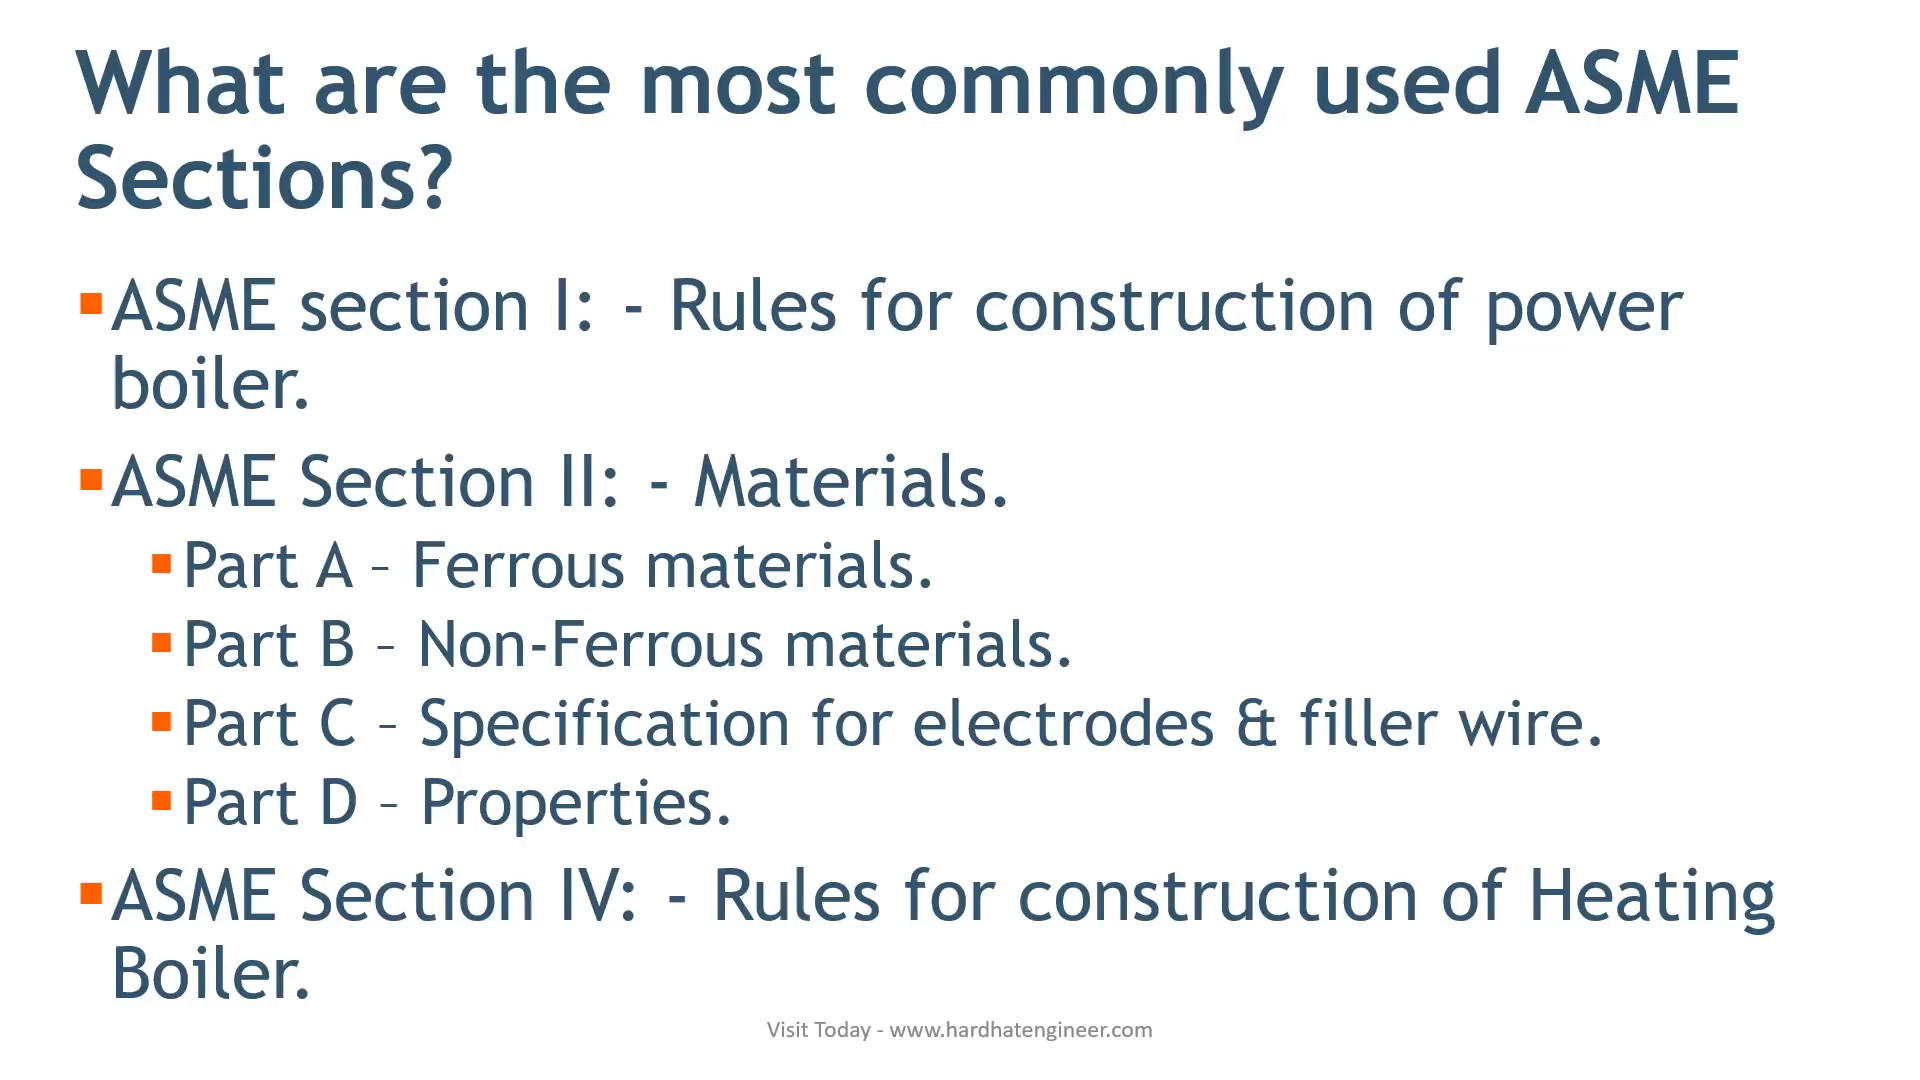 What are the most commonly used ASME
Sections?
▪ASME section I: - Rules for construction of power
boiler.
▪ASME Section II: - Materials.
▪Part A – Ferrous materials.
▪Part B – Non-Ferrous materials.
▪Part C – Specification for electrodes & filler wire.
▪Part D – Properties.
▪ASME Section IV: - Rules for construction of Heating
Boiler.
Visit Today - www.hardhatengineer.com